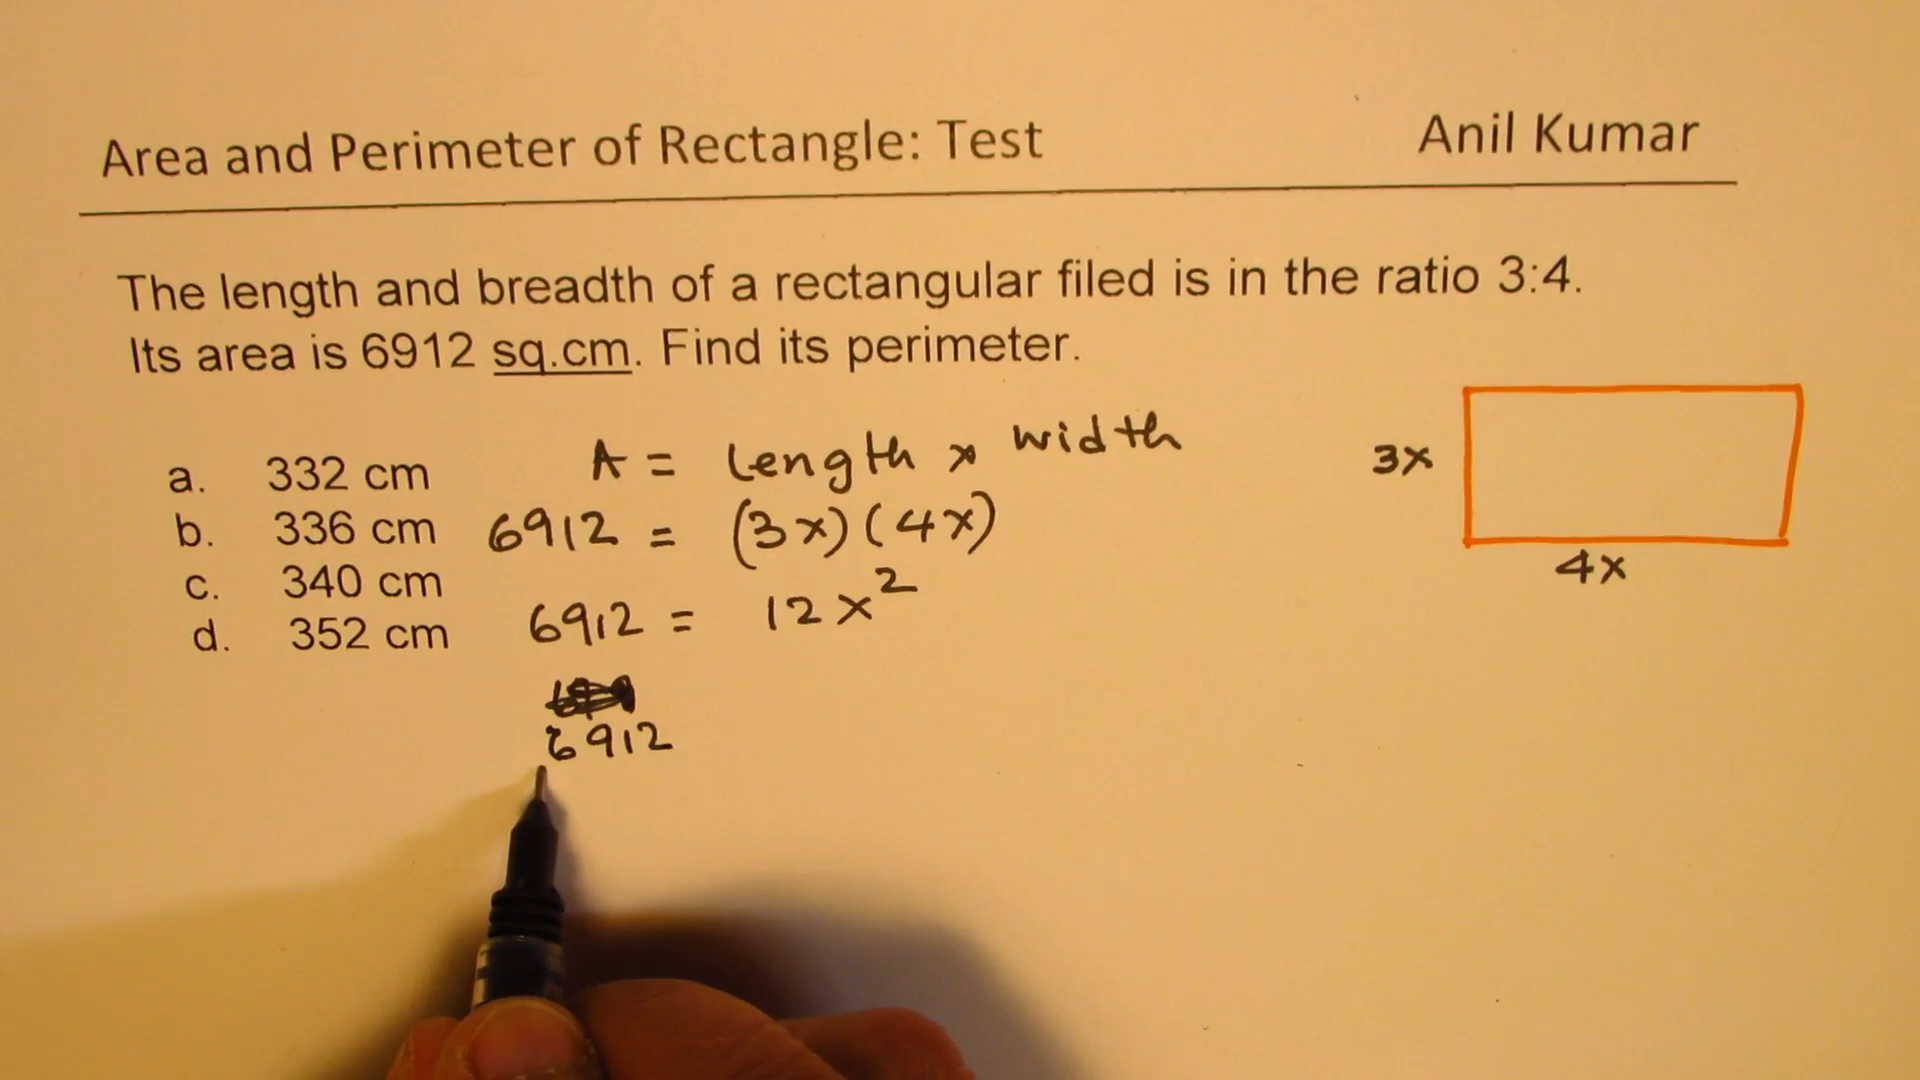 Area and Perimeter of Rectangle: Test Anil Kumar
The length and breadth of a rectangular filed is in the ratio 3:4.
Its area is 6912 sq.cm. Find its perimeter.
a. 332 cm
b. 336 cm
c. 340 cm
d. 352 cm
A = length × width
6912 = (3x)(4x)
6912 = 12x²
6912
3x
4x